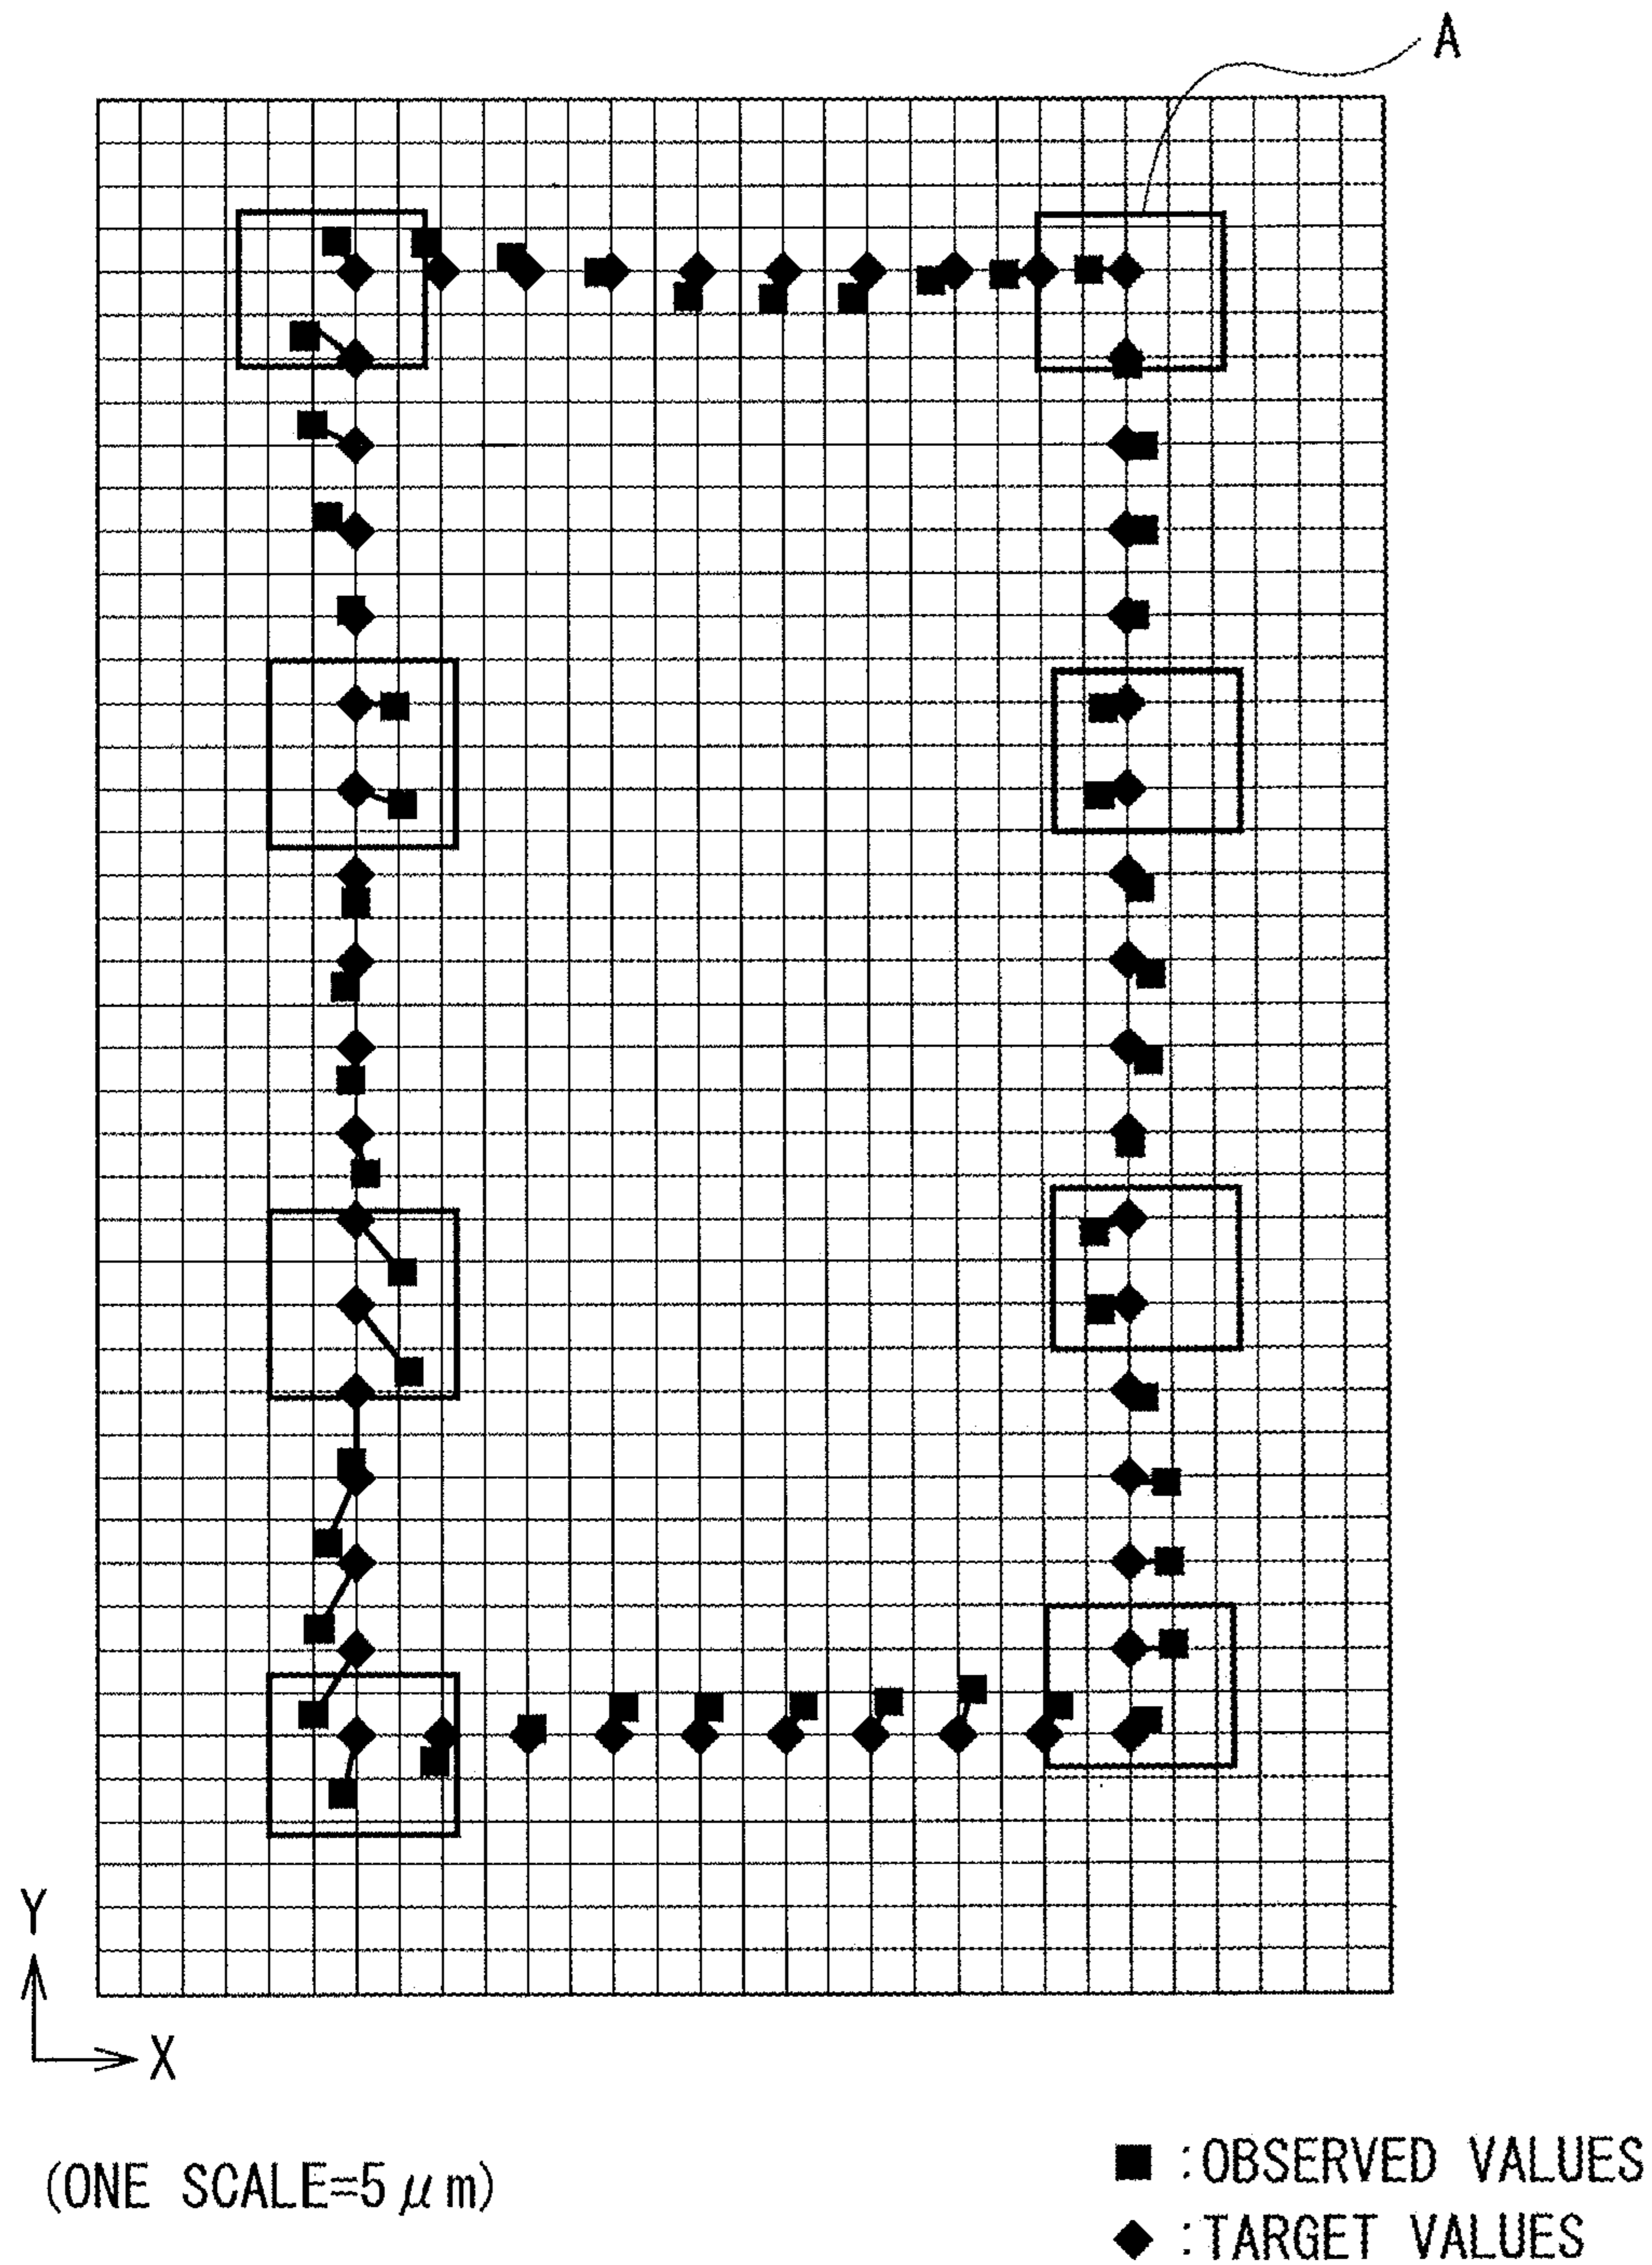 A
Y
X
(ONE SCALE=5μm)
■ :OBSERVED VALUES
◆ :TARGET VALUES